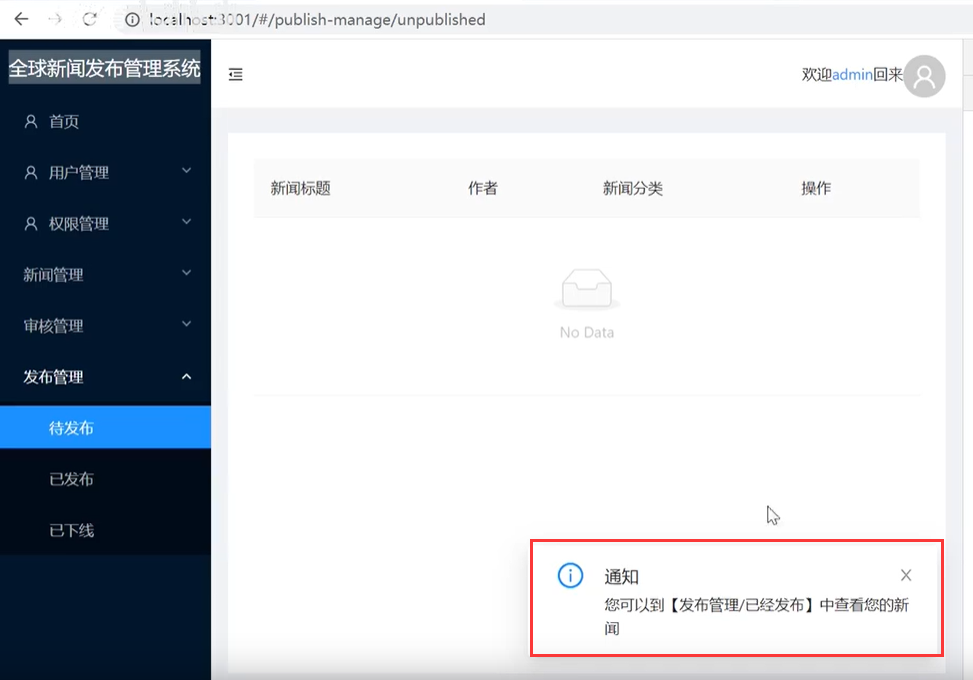 localhost:3001/#/publish-manage/unpublished
全球新闻发布管理系统
欢迎admin回来
首页
用户管理
权限管理
新闻管理
审核管理
发布管理
待发布
已发布
已下线
新闻标题 作者 新闻分类 操作
No Data
通知
您可以到【发布管理/已经发布】中查看您的新
闻